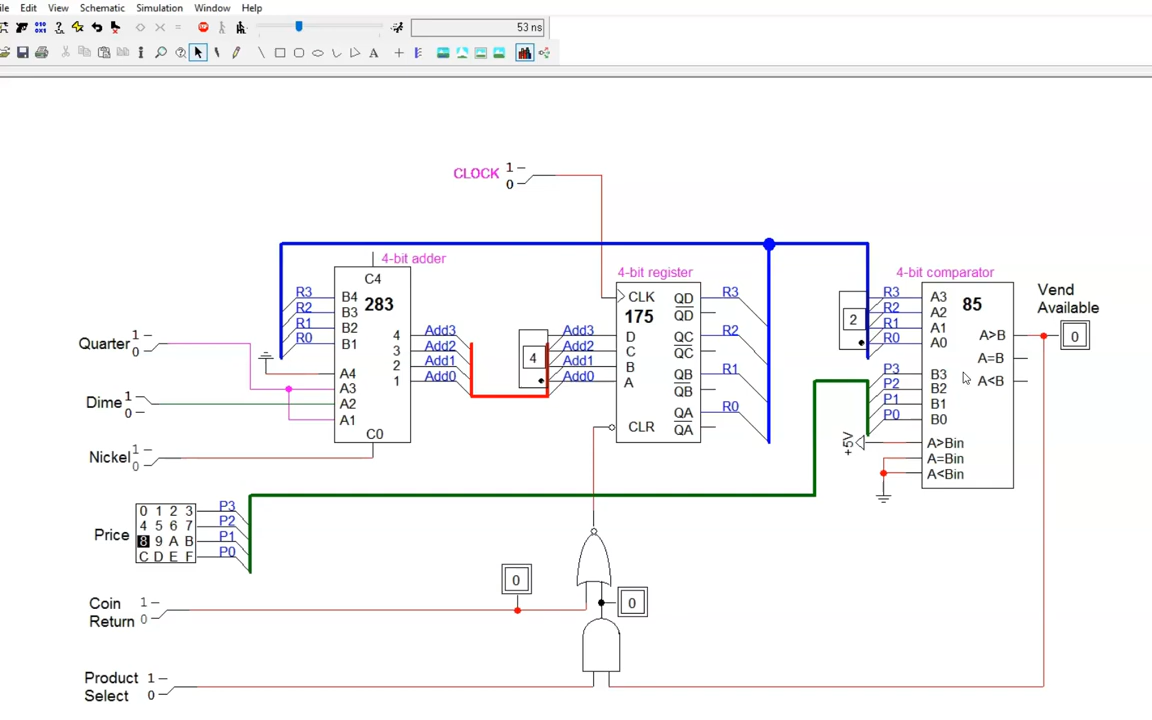 ile Edit View Schematic Simulation Window Help
53 ns
CLOCK 1
0
4-bit adder
C4
283
R3
R2
R1
R0
B4
B3
B2
B1
A4
A3
A2
A1
C0
4
3
2
1
Add3
Add2
Add1
Add0
4
Add3
Add2
Add1
Add0
4-bit register
CLK
175
D
C
B
A
CLR
QD
QD
QC
QC
QB
QB
QA
QA
R3
R2
R1
R0
4-bit comparator
2
R3
R2
R1
R0
P3
P2
P1
P0
A3
A2
A1
A0
B3
B2
B1
B0
85
A>B
A=B
A<B
A>Bin
A=Bin
A<Bin
+5V
Vend
Available
0
Quarter 1
0
Dime 1
0
Nickel 1
0
Price
0 1 2 3
4 5 6 7
8 9 A B
C D E F
P3
P2
P1
P0
0
0
Coin
Return
1
0
Product
Select
1
0